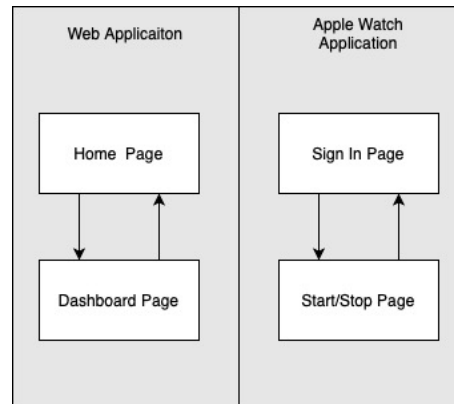 Web Applicaiton
Apple Watch
Application
Home Page
Sign In Page
Dashboard Page
Start/Stop Page